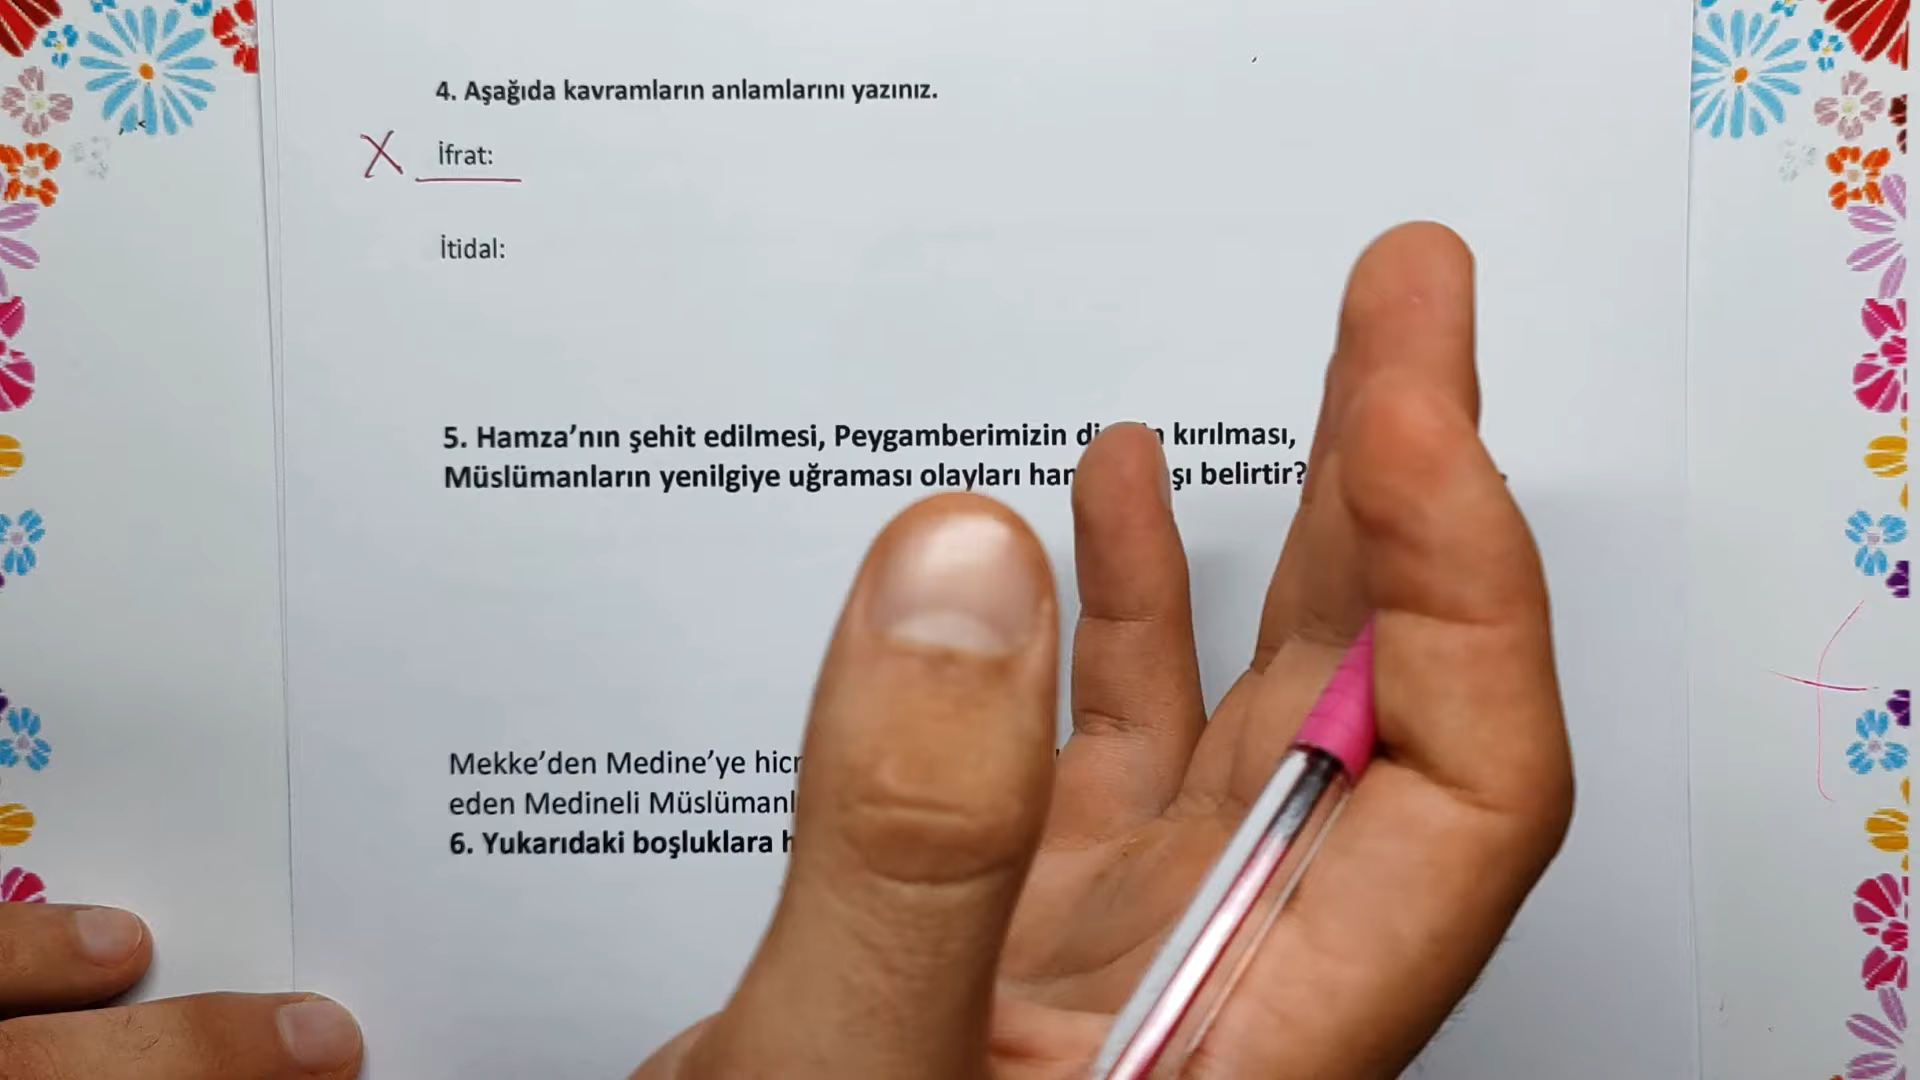 4. Aşağıda kavramların anlamlarını yazınız.
X İfrat:
İtidal:
5. Hamza’nın şehit edilmesi, Peygamberimizin kırılması,
Müslümanların yenilgiye uğraması olayları belirtir?
Mekke’den Medine’ye
eden Medineli
6. Yukarıdaki boşluklara